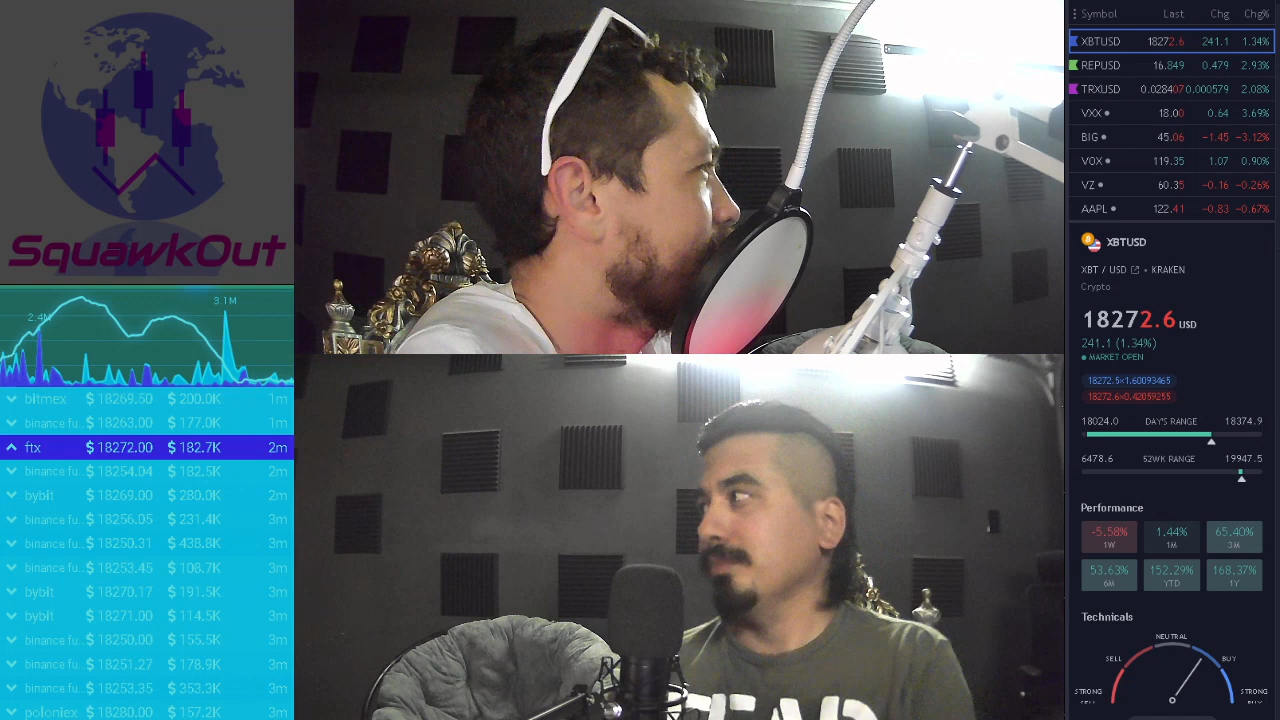 SquawkOut
3.1M
2.4M
bitmex $ 18269.50 $ 200.0K 1m
binance fu.. $ 18263.00 $ 177.0K 1m
ftx $ 18272.00 $ 182.7K 2m
binance fu.. $ 18254.04 $ 182.5K 2m
bybit $ 18269.00 $ 280.0K 2m
binance fu.. $ 18256.05 $ 231.4K 3m
binance fu.. $ 18250.31 $ 438.8K 3m
binance fu.. $ 18253.45 $ 108.7K 3m
bybit $ 18270.17 $ 191.5K 3m
bybit $ 18271.00 $ 114.5K 3m
binance fu.. $ 18250.00 $ 155.5K 3m
binance fu.. $ 18251.27 $ 178.9K 3m
binance fu.. $ 18253.35 $ 353.3K 3m
poloniex $ 18280.00 $ 157.2K 3m
Symbol Last Chg Chg%
XBTUSD 18272.6 241.1 1.34%
REPUSD 16.849 0.479 2.93%
TRXUSD 0.028407 0.000579 2.08%
VXX 18.00 0.64 3.69%
BIG 45.06 −1.45 −3.12%
VOX 119.35 1.07 0.90%
VZ 60.35 −0.16 −0.26%
AAPL 122.41 −0.83 −0.67%
XBTUSD
XBT / USD • KRAKEN
Crypto
18272.6 USD
241.1 (1.34%)
MARKET OPEN
18272.5×1.60093465
18272.6×0.42059255
18024.0 DAY'S RANGE 18374.9
6478.6 52WK RANGE 19947.5
Performance
-5.58% 1.44% 65.40%
1W 1M 3M
53.63% 152.29% 168.37%
6M YTD 1Y
Technicals
NEUTRAL
SELL BUY
STRONG STRONG
SELL BUY